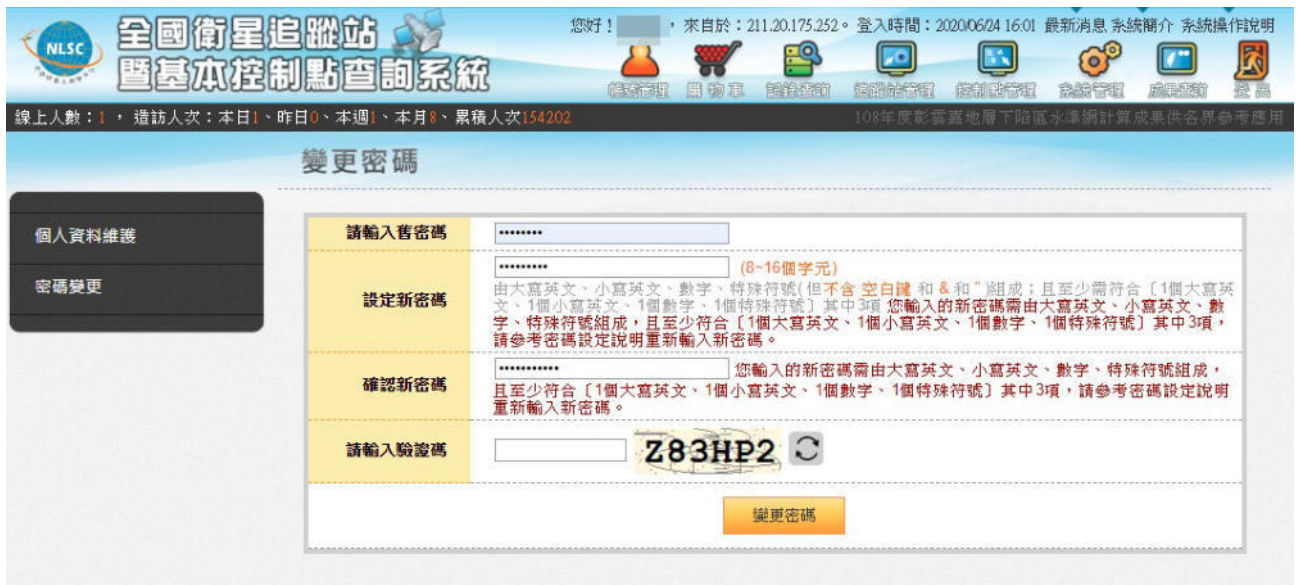 NLSC
全國衛星追蹤站
暨基本控制點查詢系統
您好！ ，來自於：211.20.175.252。登入時間：2020/06/24 16:01 最新消息 系統簡介 系統操作說明
帳號管理 購物車 記錄查詢 追蹤站管理 控制點管理 系統管理 成果查詢 登出
線上人數：1，造訪人次：本日1、昨日0、本週1、本月8、累積人次154202
108年度彰雲嘉地層下陷區水準網計算成果供各界參考應用
變更密碼
個人資料維護
密碼變更
請輸入舊密碼 ••••••••
設定新密碼 ••••••••• (8~16個字元)
由大寫英文、小寫英文、數字、特殊符號(但不含 空白鍵 和 & 和 " )組成；且至少需符合〔1個大寫英
文、1個小寫英文、1個數字、1個特殊符號〕其中3項 您輸入的新密碼需由大寫英文、小寫英文、數
字、特殊符號組成，且至少符合〔1個大寫英文、1個小寫英文、1個數字、1個特殊符號〕其中3項，
請參考密碼設定說明重新輸入新密碼。
確認新密碼 ••••••••••• 您輸入的新密碼需由大寫英文、小寫英文、數字、特殊符號組成，
且至少符合〔1個大寫英文、1個小寫英文、1個數字、1個特殊符號〕其中3項，請參考密碼設定說明
重新輸入新密碼。
請輸入驗證碼 Z83HP2
變更密碼